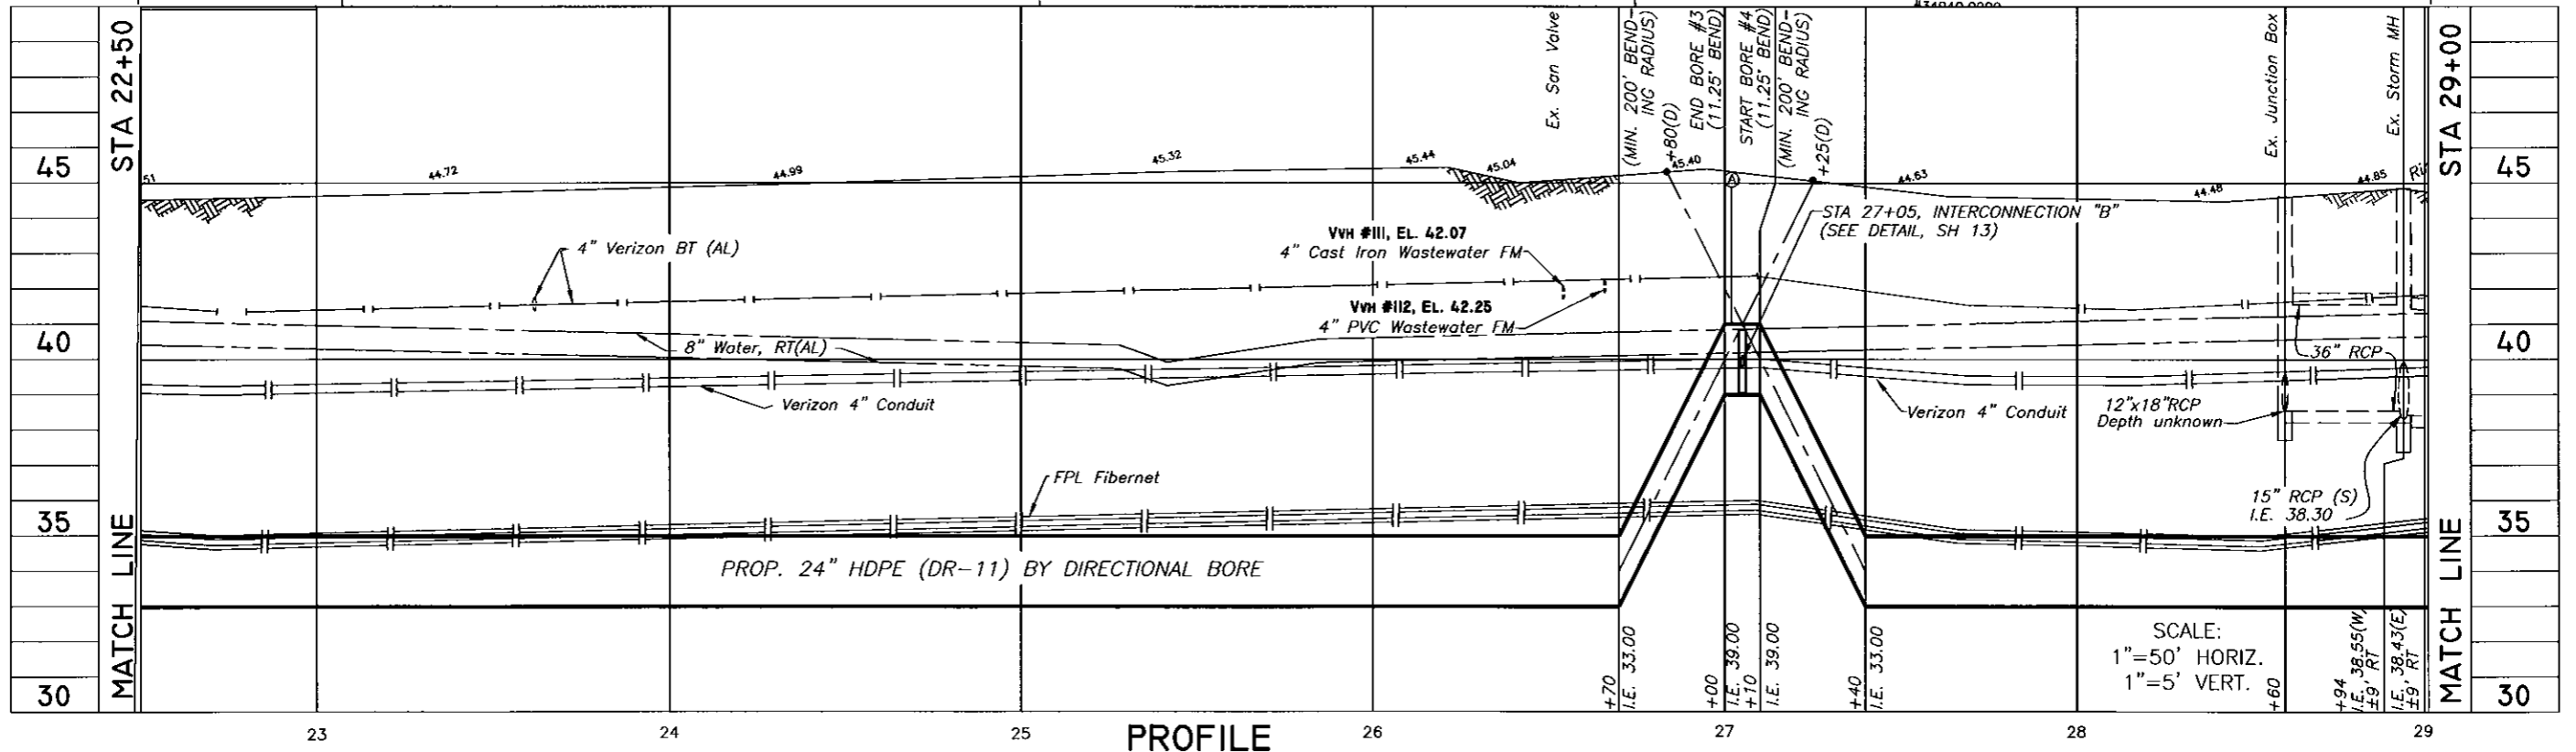 STA 22+50
MATCH LINE
45
40
35
30
51
44.72
44.99
45.32
45.44
45.04
45.40
44.63
44.48
44.85
Ex. San Valve
(MIN. 200' BEND-
ING RADIUS)
+80(D)
END BORE #3
(11.25° BEND)
START BORE #4
(11.25° BEND)
(MIN. 200' BEND-
ING RADIUS)
+25(D)
Ex. Junction Box
Ex. Storm MH
A
STA 27+05, INTERCONNECTION "B"
(SEE DETAIL, SH 13)
4" Verizon BT (AL)
VVH #111, EL. 42.07
4" Cast Iron Wastewater FM
VVH #112, EL. 42.25
4" PVC Wastewater FM
8" Water, RT(AL)
Verizon 4" Conduit
Verizon 4" Conduit
36" RCP
12"x18"RCP
Depth unknown
15" RCP (S)
I.E. 38.30
FPL Fibernet
PROP. 24" HDPE (DR-11) BY DIRECTIONAL BORE
+70
I.E. 33.00
+00
I.E. 39.00
+10
I.E. 39.00
+40
I.E. 33.00
SCALE:
1"=50' HORIZ.
1"=5' VERT.
+60
+94
I.E. 38.55(W)
±9' RT
I.E. 38.43(E)
±9' RT
STA 29+00
MATCH LINE
45
40
35
30
23
24
25
26
27
28
29
PROFILE